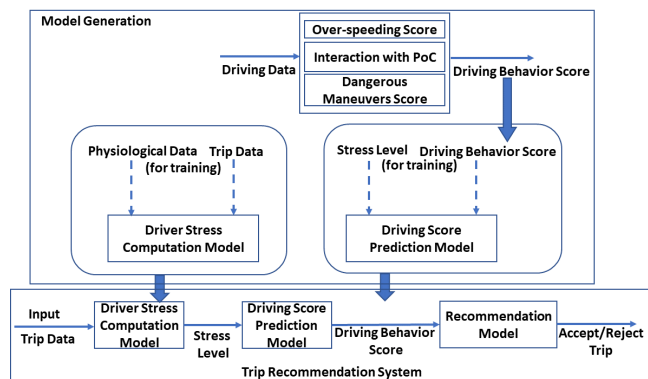 Model Generation
Over-speeding Score
Interaction with PoC
Dangerous
Maneuvers Score
Driving Data
Driving Behavior Score
Physiological Data
Trip Data
(for training)
Driver Stress
Computation Model
Stress Level
Driving Behavior Score
(for training)
Driving Score
Prediction Model
Input
Trip Data
Driver Stress
Computation
Model
Stress
Level
Driving Score
Prediction
Model
Driving Behavior
Score
Recommendation
Model
Accept/Reject
Trip
Trip Recommendation System